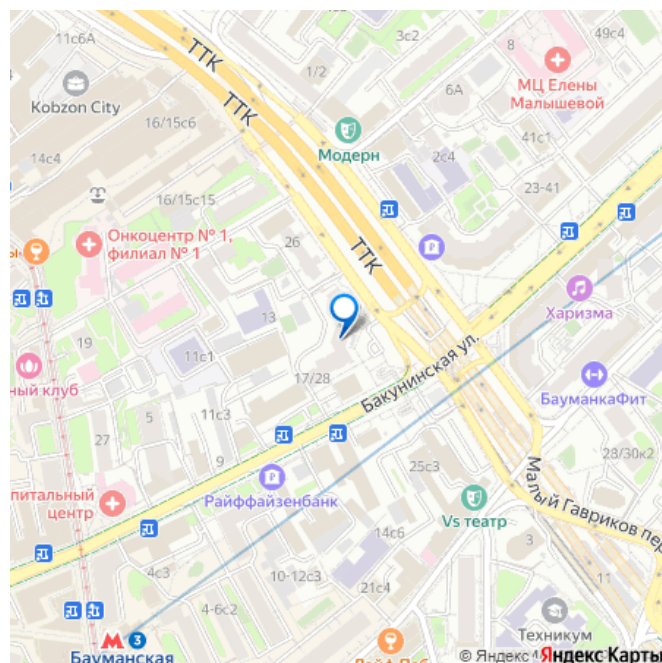 11с6А
3с2
49с4
8
ТТК
1/2
МЦ Елены
Малышевой
6А
Kobzon City
ТТК
16/15с6
Модерн
41с1
2с4
14с4
23-41
16/15с15
Онкоцентр № 1,
филиал № 1
26
ТТК
13
Харизма
19
11с1
Бакунинская ул.
ный клуб
17/28
БауманкаФит
5
11с3
27
9
28/30к2
25с3
питальный
центр
Райффайзенбанк
Малый Гавриков пер
Vs театр
14с6
3
4с3
10-12с3
21с4
11
4-6с2
3
Техникум
Бауманская
© Яндекс
Яндекс Карты